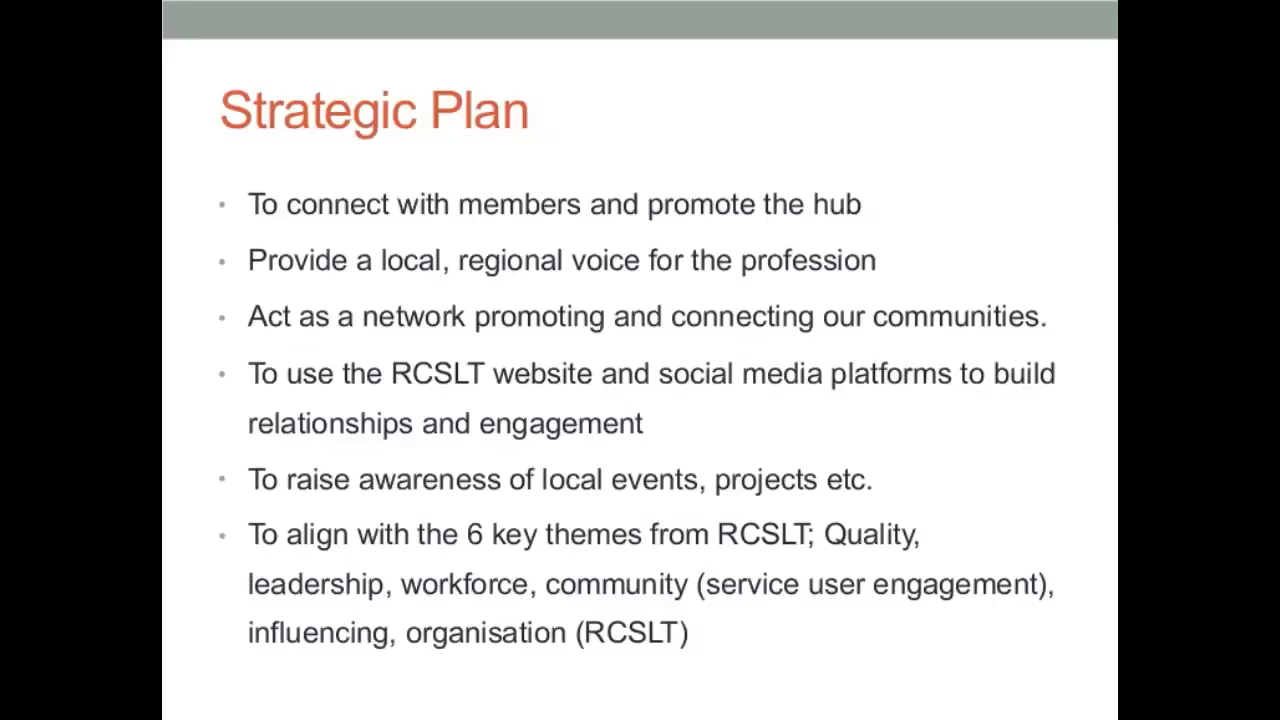 Strategic Plan
• To connect with members and promote the hub
• Provide a local, regional voice for the profession
• Act as a network promoting and connecting our communities.
• To use the RCSLT website and social media platforms to build
relationships and engagement
• To raise awareness of local events, projects etc.
• To align with the 6 key themes from RCSLT; Quality,
leadership, workforce, community (service user engagement),
influencing, organisation (RCSLT)